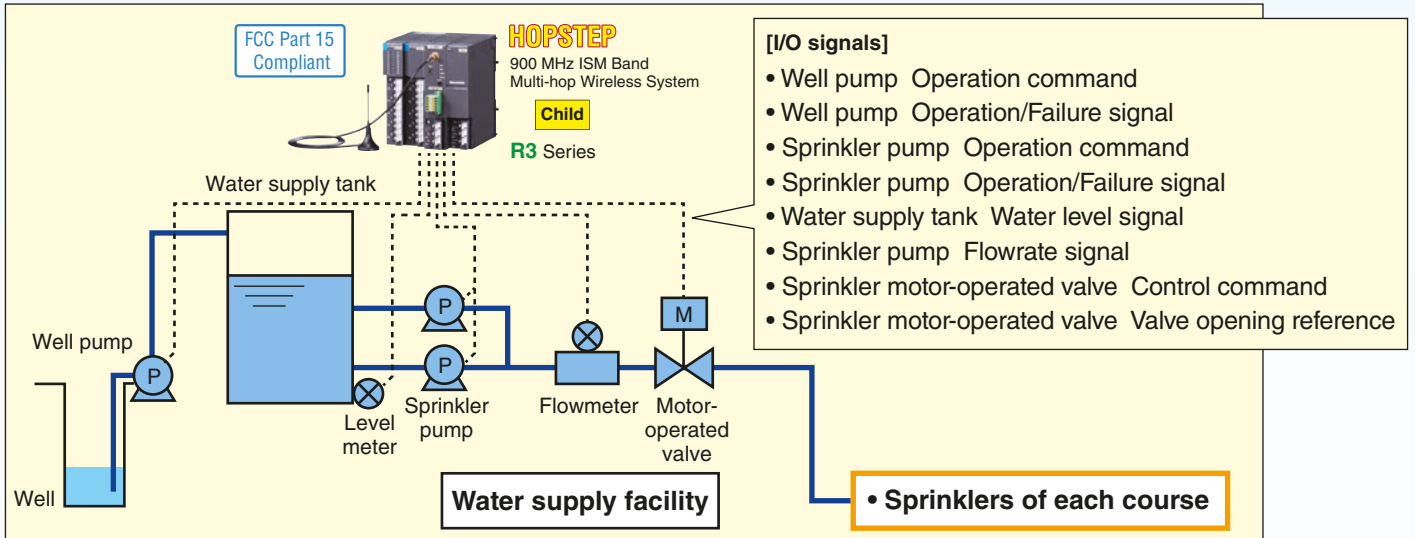 FCC Part 15
Compliant
HOPSTEP
900 MHz ISM Band
Multi-hop Wireless System
Child
R3 Series
[I/O signals]
• Well pump  Operation command
• Well pump  Operation/Failure signal
• Sprinkler pump  Operation command
• Sprinkler pump  Operation/Failure signal
• Water supply tank  Water level signal
• Sprinkler pump  Flowrate signal
• Sprinkler motor-operated valve  Control command
• Sprinkler motor-operated valve  Valve opening reference
Water supply tank
Well pump
P
P
P
M
Level
meter
Sprinkler
pump
Flowmeter
Motor-
operated
valve
Well
Water supply facility
• Sprinklers of each course